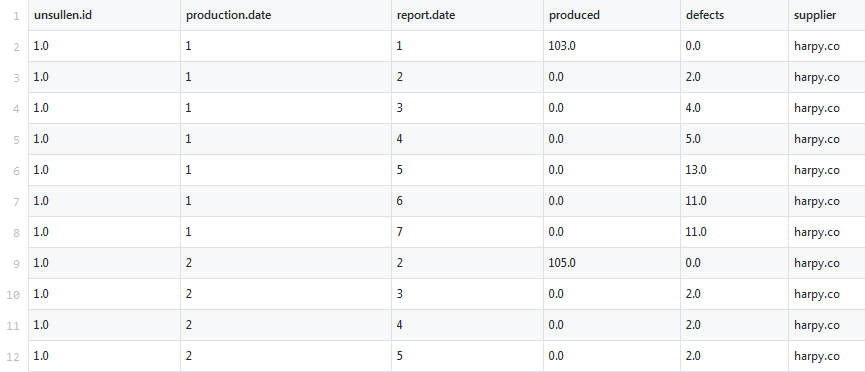 1 unsullen.id production.date report.date produced defects supplier
2 1.0 1 1 103.0 0.0 harpy.co
3 1.0 1 2 0.0 2.0 harpy.co
4 1.0 1 3 0.0 4.0 harpy.co
5 1.0 1 4 0.0 5.0 harpy.co
6 1.0 1 5 0.0 13.0 harpy.co
7 1.0 1 6 0.0 11.0 harpy.co
8 1.0 1 7 0.0 11.0 harpy.co
9 1.0 2 2 105.0 0.0 harpy.co
10 1.0 2 3 0.0 2.0 harpy.co
11 1.0 2 4 0.0 2.0 harpy.co
12 1.0 2 5 0.0 2.0 harpy.co